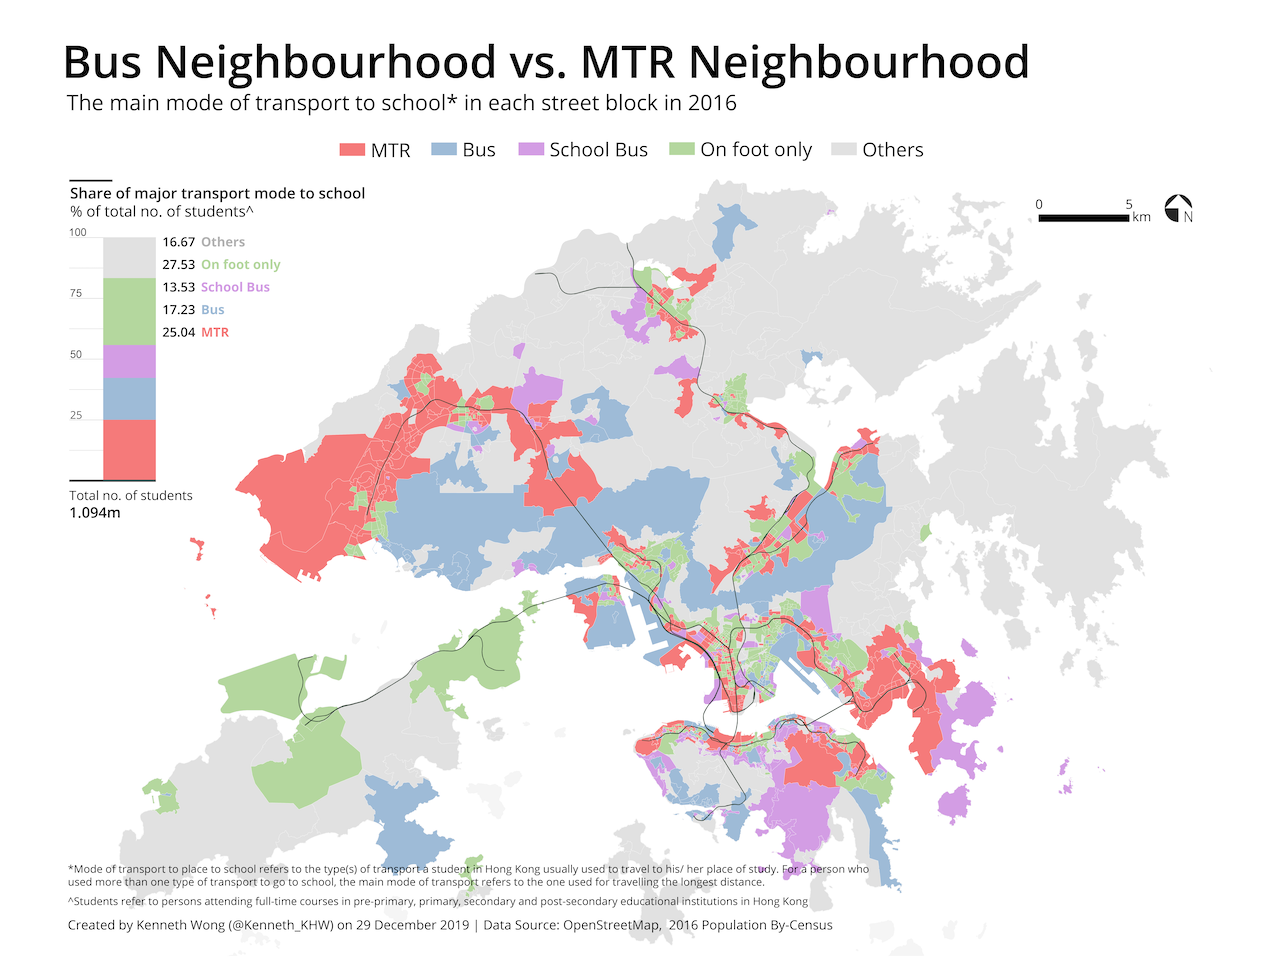 Bus Neighbourhood vs. MTR Neighbourhood
The main mode of transport to school* in each street block in 2016
MTR Bus School Bus On foot only Others
Share of major transport mode to school
% of total no. of students^
100
16.67 Others
27.53 On foot only
13.53 School Bus
75
17.23 Bus
25.04 MTR
50
25
Total no. of students
1.094m
0 5
km
N
*Mode of transport to place to school refers to the type(s) of transport a student in Hong Kong usually used to travel to his/ her place of study. For a person who
used more than one type of transport to go to school, the main mode of transport refers to the one used for travelling the longest distance.
^Students refer to persons attending full-time courses in pre-primary, primary, secondary and post-secondary educational institutions in Hong Kong
Created by Kenneth Wong (@Kenneth_KHW) on 29 December 2019 | Data Source: OpenStreetMap, 2016 Population By-Census